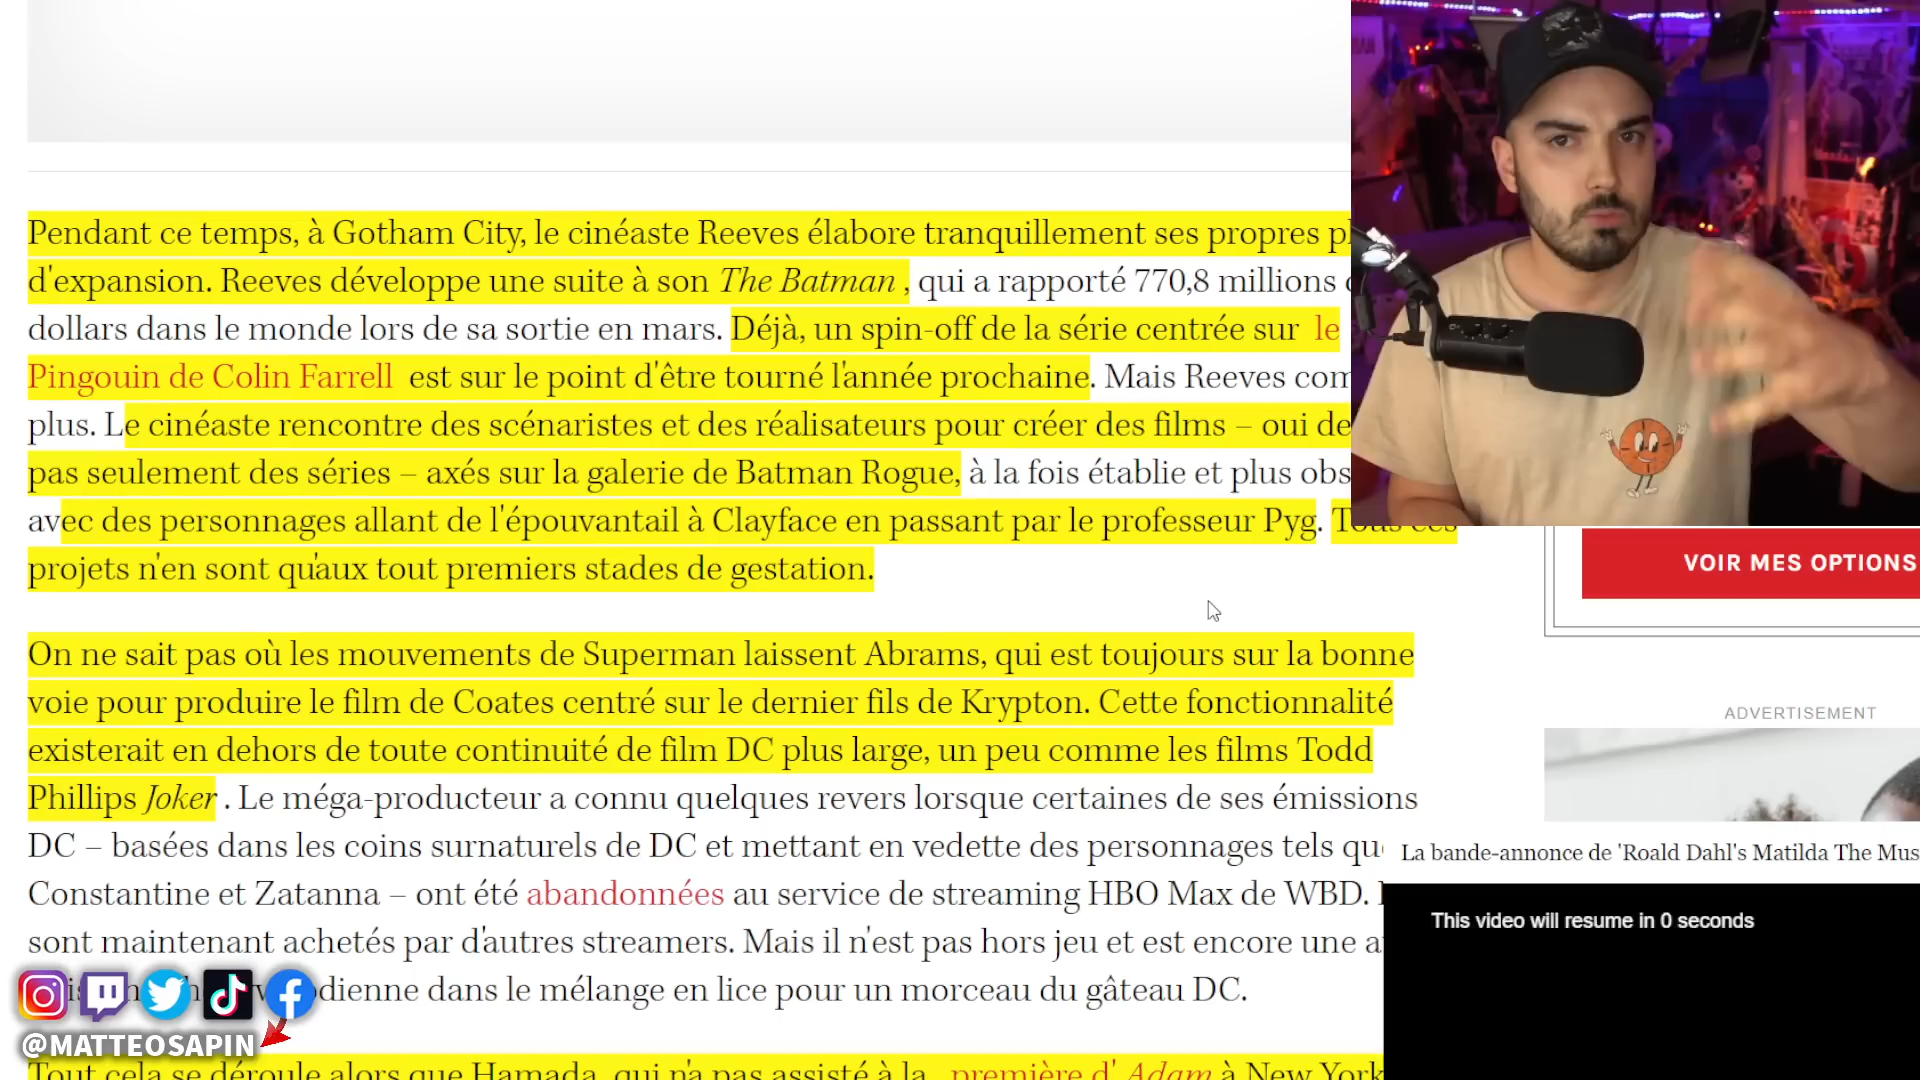 Pendant ce temps, à Gotham City, le cinéaste Reeves élabore tranquillement ses propres
d'expansion. Reeves développe une suite à son The Batman , qui a rapporté 770,8 millions
dollars dans le monde lors de sa sortie en mars. Déjà, un spin-off de la série centrée sur le
Pingouin de Colin Farrell est sur le point d'être tourné l'année prochaine. Mais Reeves
plus. Le cinéaste rencontre des scénaristes et des réalisateurs pour créer des films – oui
pas seulement des séries – axés sur la galerie de Batman Rogue, à la fois établie et plus
avec des personnages allant de l'épouvantail à Clayface en passant par le professeur Pyg. Tous ces
projets n'en sont qu'aux tout premiers stades de gestation.
VOIR MES OPTIONS
On ne sait pas où les mouvements de Superman laissent Abrams, qui est toujours sur la bonne
voie pour produire le film de Coates centré sur le dernier fils de Krypton. Cette fonctionnalité
existerait en dehors de toute continuité de film DC plus large, un peu comme les films Todd
Phillips Joker . Le méga-producteur a connu quelques revers lorsque certaines de ses émissions
DC – basées dans les coins surnaturels de DC et mettant en vedette des personnages tels
Constantine et Zatanna – ont été abandonnées au service de streaming HBO Max de WBD.
sont maintenant achetés par d'autres streamers. Mais il n'est pas hors jeu et est encore une
dans le mélange en lice pour un morceau du gâteau DC.
Tout cela se déroule alors que Hamada, qui n'a pas assisté à la première d' Adam à New York
ADVERTISEMENT
La bande-annonce de 'Roald Dahl's Matilda The
This video will resume in 0 seconds
@MATTEOSAPIN